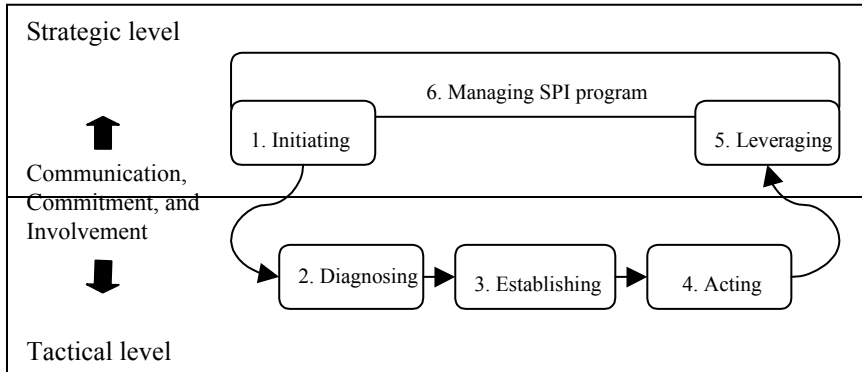 Strategic level
6. Managing SPI program
1. Initiating
5. Leveraging
Communication,
Commitment, and
Involvement
2. Diagnosing
3. Establishing
4. Acting
Tactical level